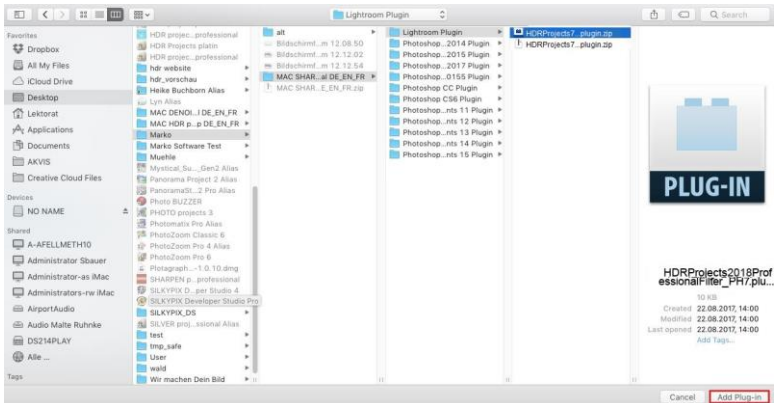 Lightroom Plugin
Search
Favorites
Dropbox
All My Files
iCloud Drive
Desktop
Lektorat
Applications
Documents
AKVIS
Creative Cloud Files
Devices
NO NAME
Shared
A-AFELLMETH10
Administrator Sbauer
Administrator-as iMac
Administrators-rw iMac
AirportAudio
Audio Malte Ruhnke
DS214PLAY
Alle ...
Tags
HDR projec...professional
HDR Projects platin
HDR projec...professional
hdr website
hdr_vorschau
Heike Buchborn Alias
Lyn Alias
MAC DENOI...l DE_EN_FR
MAC HDR p...p DE_EN_FR
Marko
Marko Software Test
Muehle
Mystical_Su..._Gen2 Alias
Panorama Project 2 Alias
PanoramaSt...2 Pro Alias
Photo BUZZER
PHOTO projects 3
Photomatix Pro Alias
PhotoZoom Classic 6
PhotoZoom Pro 4 Alias
PhotoZoom Pro 6
Plotagraph...-1.0.10.dmg
SHARPEN p...professional
SILKYPIX D...per Studio 4
SILKYPIX Developer Studio Pro
SILKYPIX_DS
SILVER proj...ssional Alias
test
tmp_safe
User
wald
Wir machen Dein Bild
alt
Bildschirmf...m 12.08.50
Bildschirmf...m 12.12.02
Bildschirmf...m 12.12.54
MAC SHAR...al DE_EN_FR
MAC SHAR...E_EN_FR.zip
Lightroom Plugin
Photoshop...2014 Plugin
Photoshop...2015 Plugin
Photoshop...2017 Plugin
Photoshop...0155 Plugin
Photoshop CC Plugin
Photoshop CS6 Plugin
Photoshop...nts 11 Plugin
Photoshop...nts 12 Plugin
Photoshop...nts 13 Plugin
Photoshop...nts 14 Plugin
Photoshop...nts 15 Plugin
HDRProjects7...plugin.zip
HDRProjects7...plugin.zip
PLUG-IN
HDRProjects2018Prof
essionalFilter_PH7.plu...
10 KB
Created 22.08.2017, 14:00
Modified 22.08.2017, 14:00
Last opened 22.08.2017, 14:00
Add Tags...
Cancel
Add Plug-in